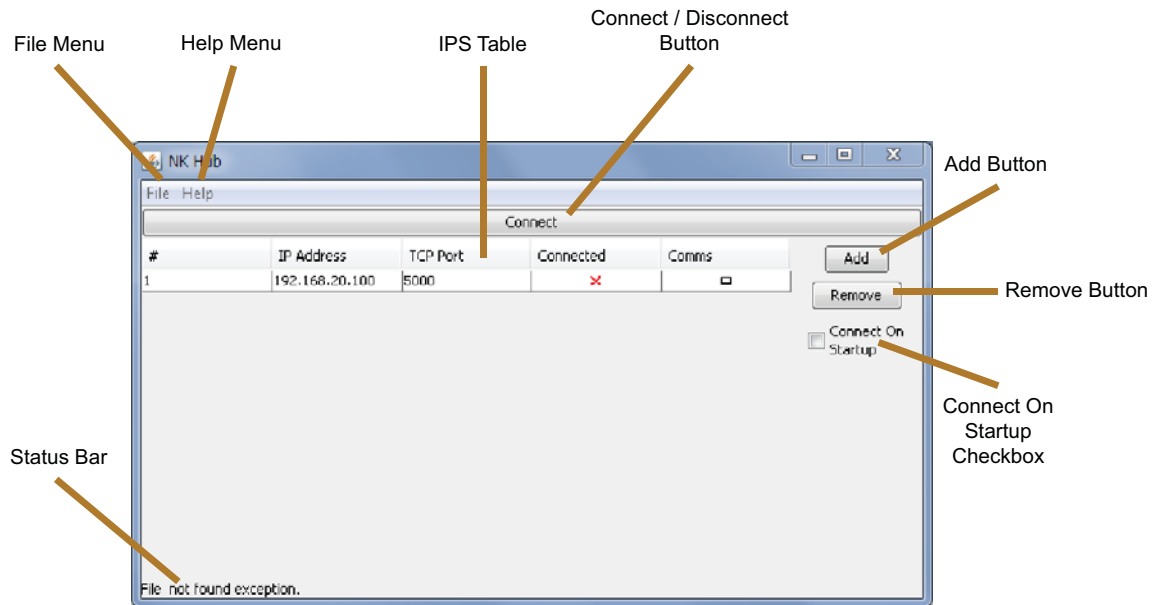 Connect / Disconnect
Button
File Menu
Help Menu
IPS Table
NK Hub
File Help
Connect
Add Button
# IP Address TCP Port Connected Comms
Add
1 192.168.20.100 5000
Remove
Remove Button
Connect On
Startup
Connect On
Startup
Checkbox
Status Bar
File not found exception.